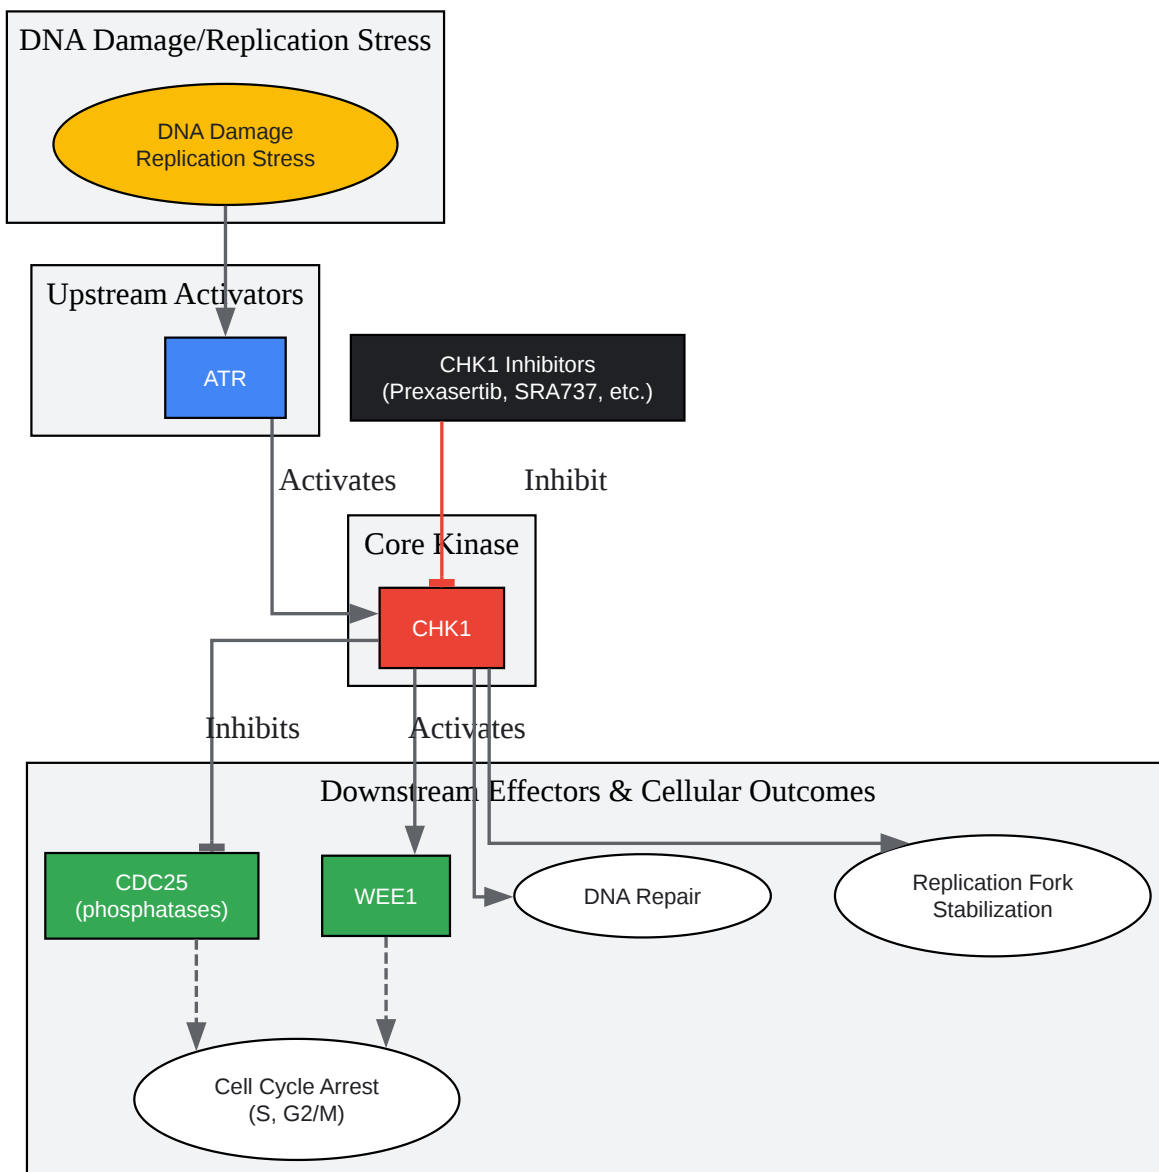 DNA Damage/Replication Stress
DNA Damage
Replication Stress
Upstream Activators
ATR
CHK1 Inhibitors
(Prexasertib, SRA737, etc.)
Activates
Inhibit
Core Kinase
CHK1
Inhibits
Activates
Downstream Effectors & Cellular Outcomes
CDC25
(phosphatases)
WEE1
DNA Repair
Replication Fork
Stabilization
Cell Cycle Arrest
(S, G2/M)